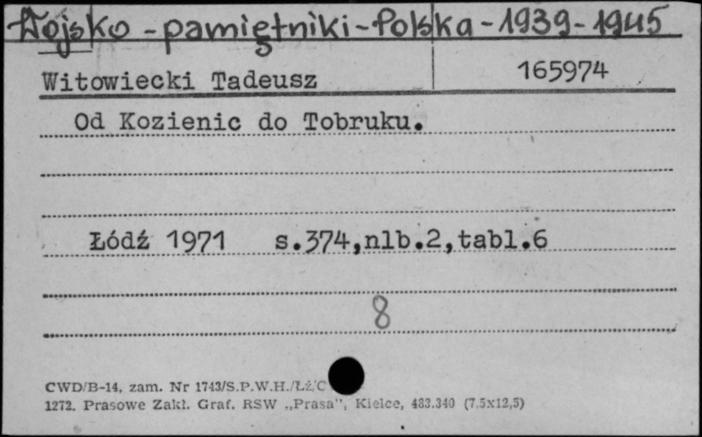 Wojsko - pamiętniki - Polska - 1939 - 1945
Witowiecki Tadeusz 165974
Od Kozienic do Tobruku.
Łódź 1971 s.374,nlb.2,tabl.6
8
CWD/B-14, zam. Nr 1743/S.P.W.H./Łź/C
1272. Prasowe Zakł. Graf. RSW „Prasa”, Kielce, 483.340 (7,5x12,5)